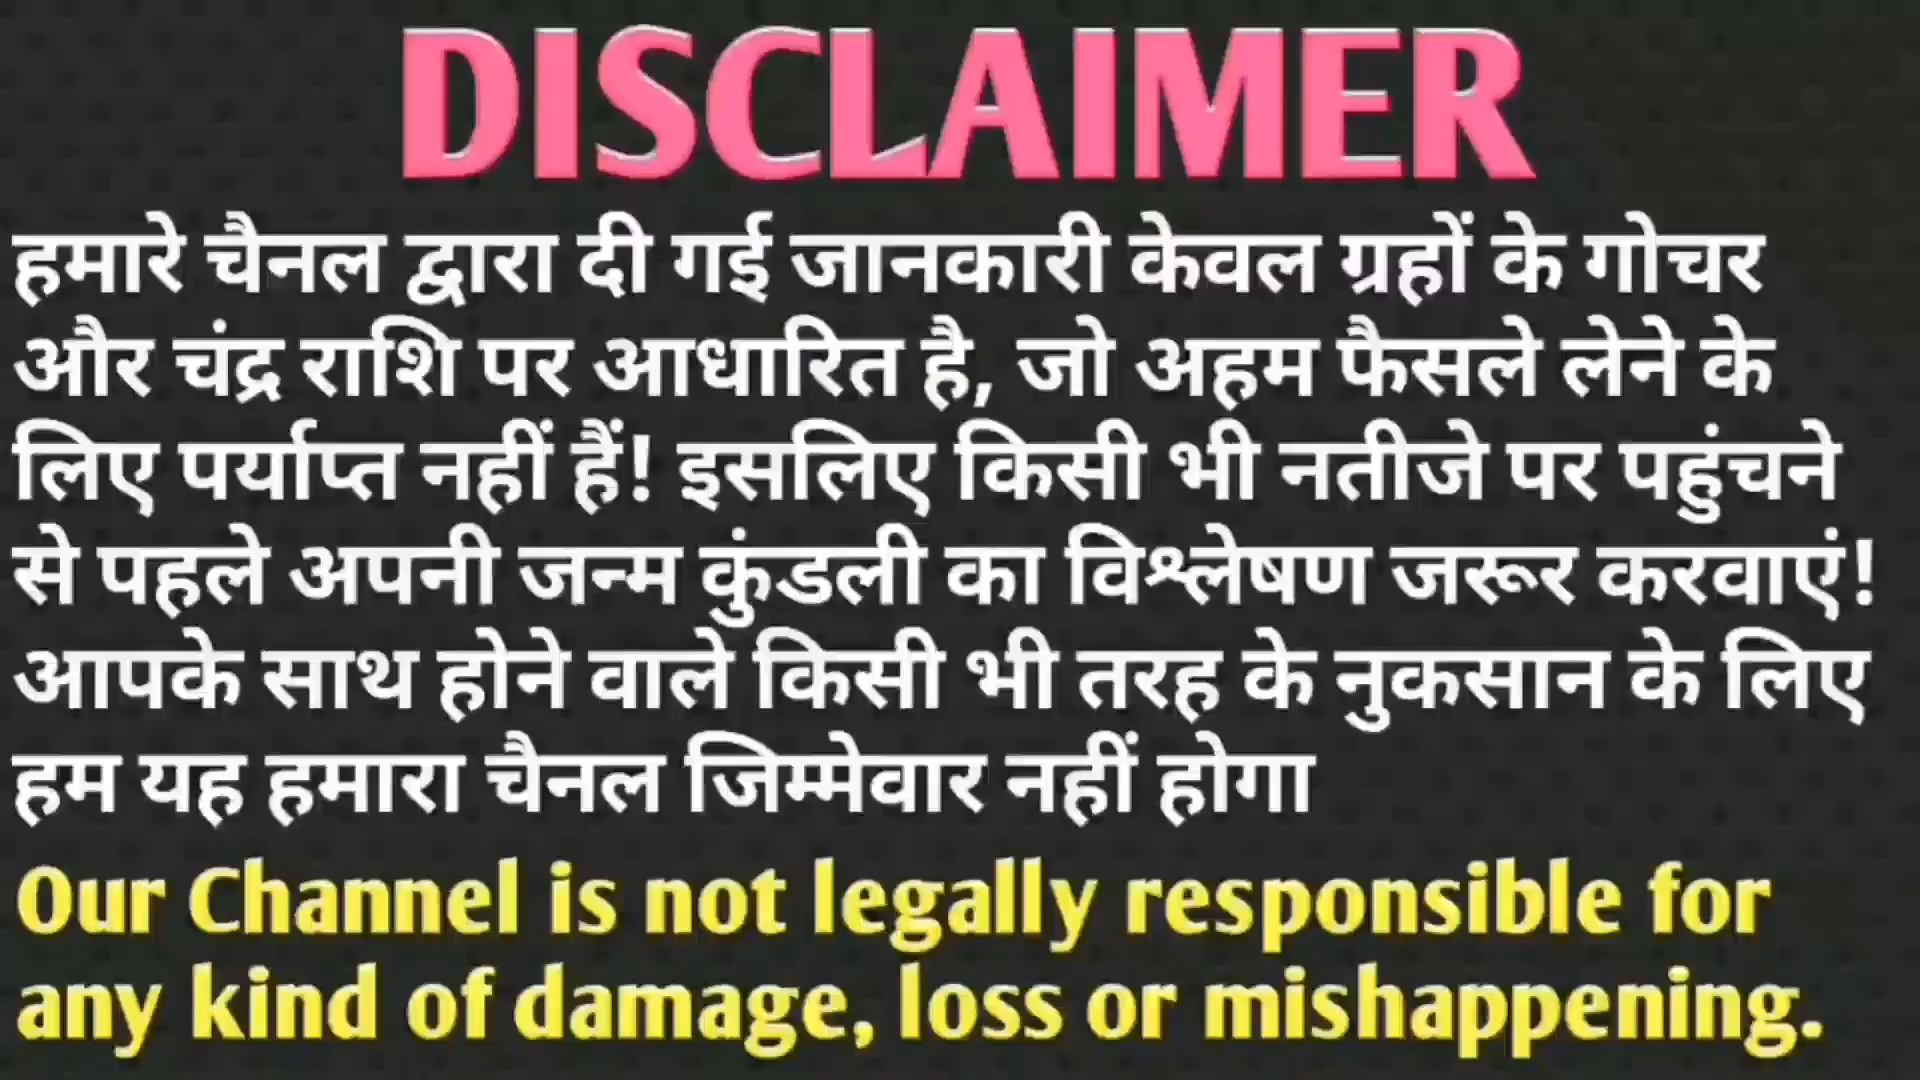 DISCLAIMER
हमारे चैनल द्वारा दी गई जानकारी केवल ग्रहों के गोचर
और चंद्र राशि पर आधारित है, जो अहम फैसले लेने के
लिए पर्याप्त नहीं हैं! इसलिए किसी भी नतीजे पर पहुंचने
से पहले अपनी जन्म कुंडली का विश्लेषण जरूर करवाएं!
आपके साथ होने वाले किसी भी तरह के नुकसान के लिए
हम यह हमारा चैनल जिम्मेवार नहीं होगा
Our Channel is not legally responsible for
any kind of damage, loss or mishappening.